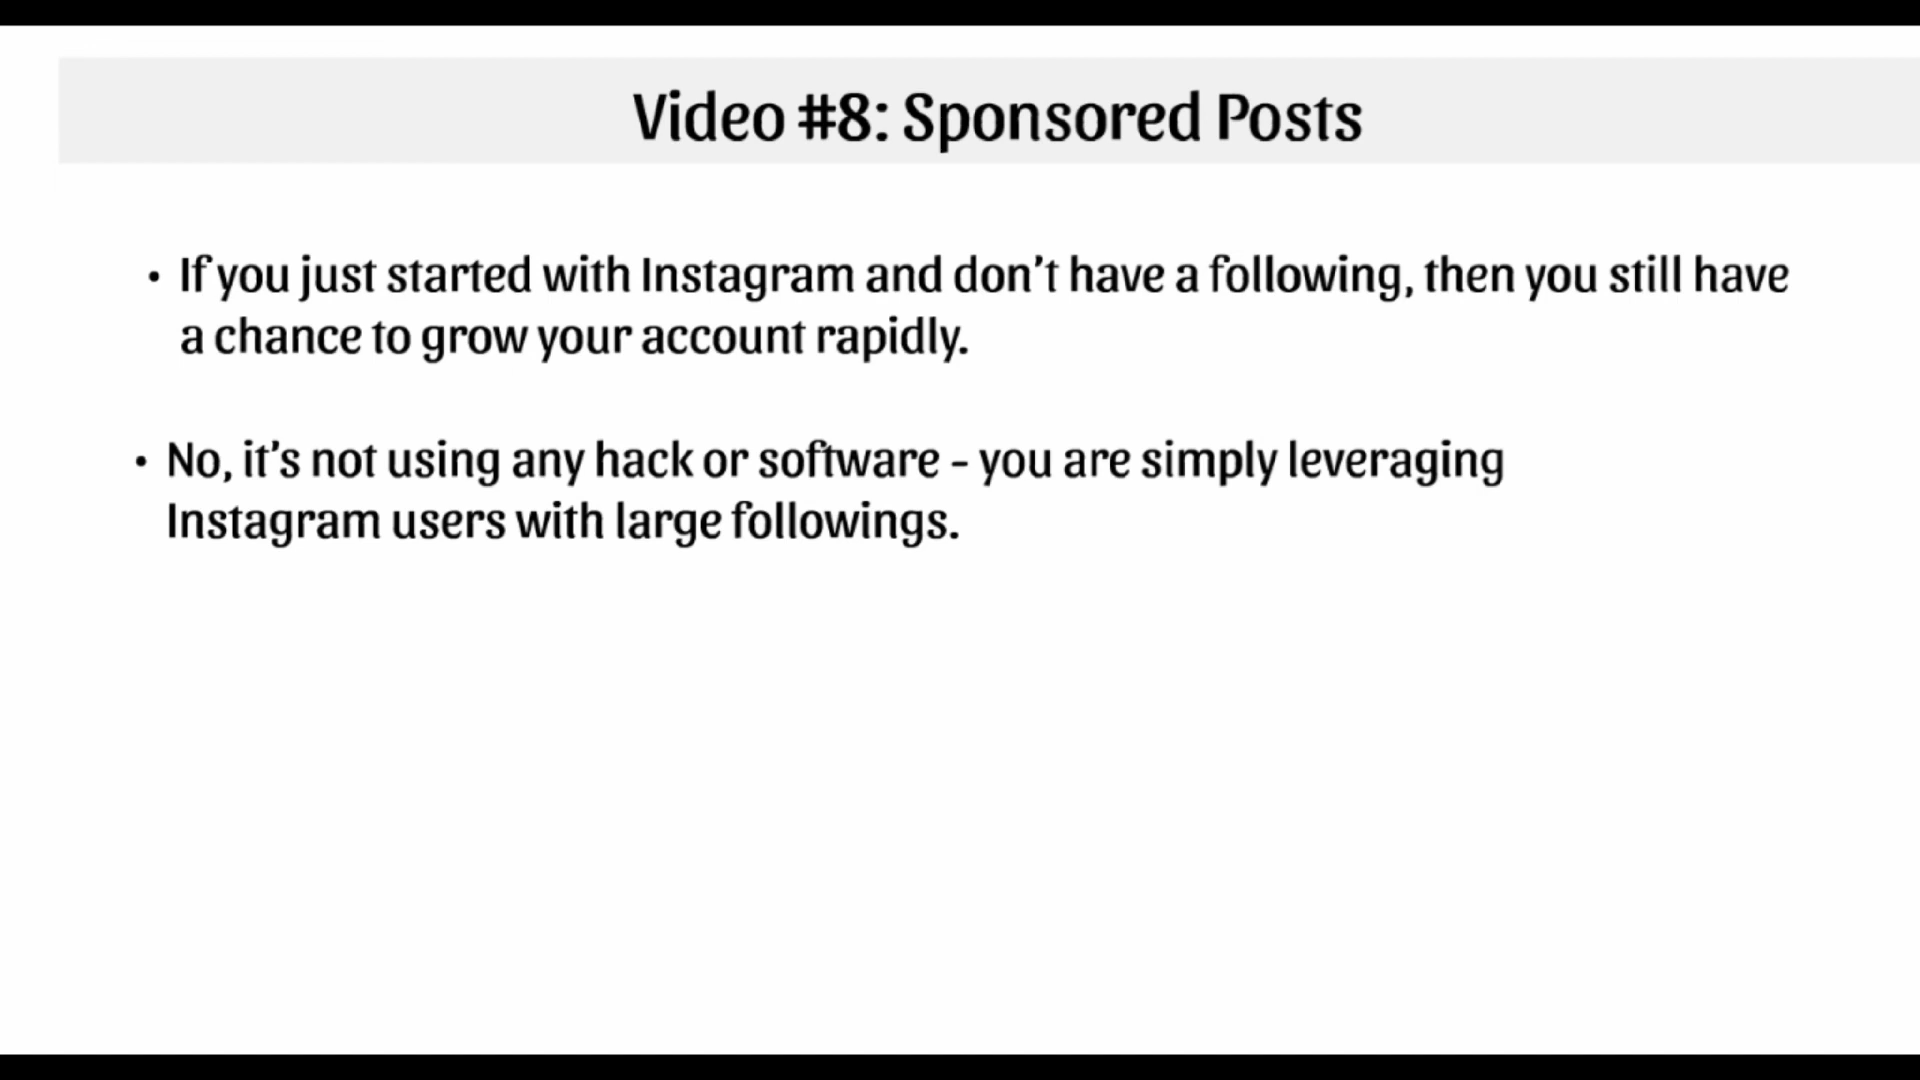 Video #8: Sponsored Posts
• If you just started with Instagram and don’t have a following, then you still have
a chance to grow your account rapidly.
• No, it’s not using any hack or software - you are simply leveraging
Instagram users with large followings.